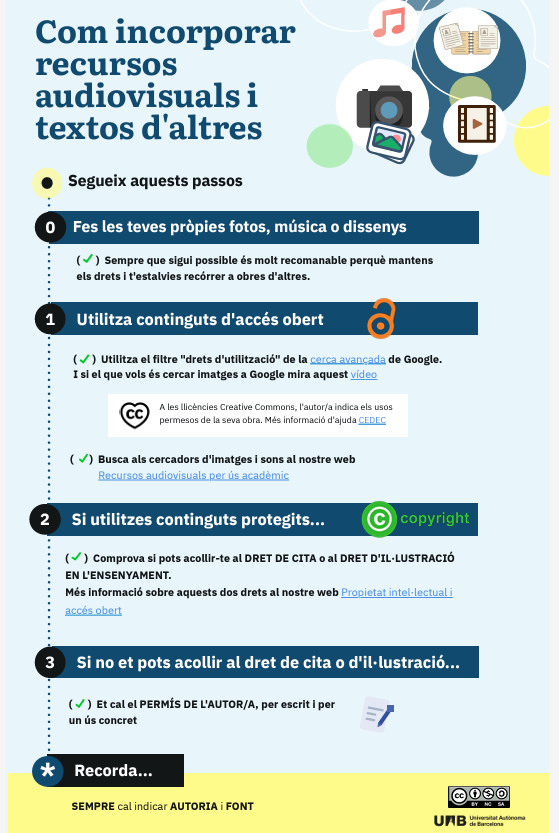 Com incorporar
recursos
audiovisuals i
textos d'altres
Segueix aquests passos
0 Fes les teves pròpies fotos, música o dissenys
(✓) Sempre que sigui possible és molt recomanable perquè mantens
els drets i t'estalvies recórrer a obres d'altres.
1 Utilitza continguts d'accés obert
(✓) Utilitza el filtre "drets d'utilització" de la cerca avançada de Google.
I si el que vols és cercar imatges a Google mira aquest vídeo
cc A les llicències Creative Commons, l'autor/a indica els usos
permesos de la seva obra. Més informació d'ajuda CEDEC
(✓) Busca als cercadors d'imatges i sons al nostre web
Recursos audiovisuals per ús acadèmic
2 Si utilitzes continguts protegits... © copyright
(✓) Comprova si pots acollir-te al DRET DE CITA o al DRET D'IL·LUSTRACIÓ
EN L'ENSENYAMENT.
Més informació sobre aquests dos drets al nostre web Propietat intel·lectual i
accés obert
3 Si no et pots acollir al dret de cita o d'il·lustració...
(✓) Et cal el PERMÍS DE L'AUTOR/A, per escrit i per
un ús concret
* Recorda...
SEMPRE cal indicar AUTORIA i FONT
cc BY NC SA
UAB Universitat Autònoma
de Barcelona